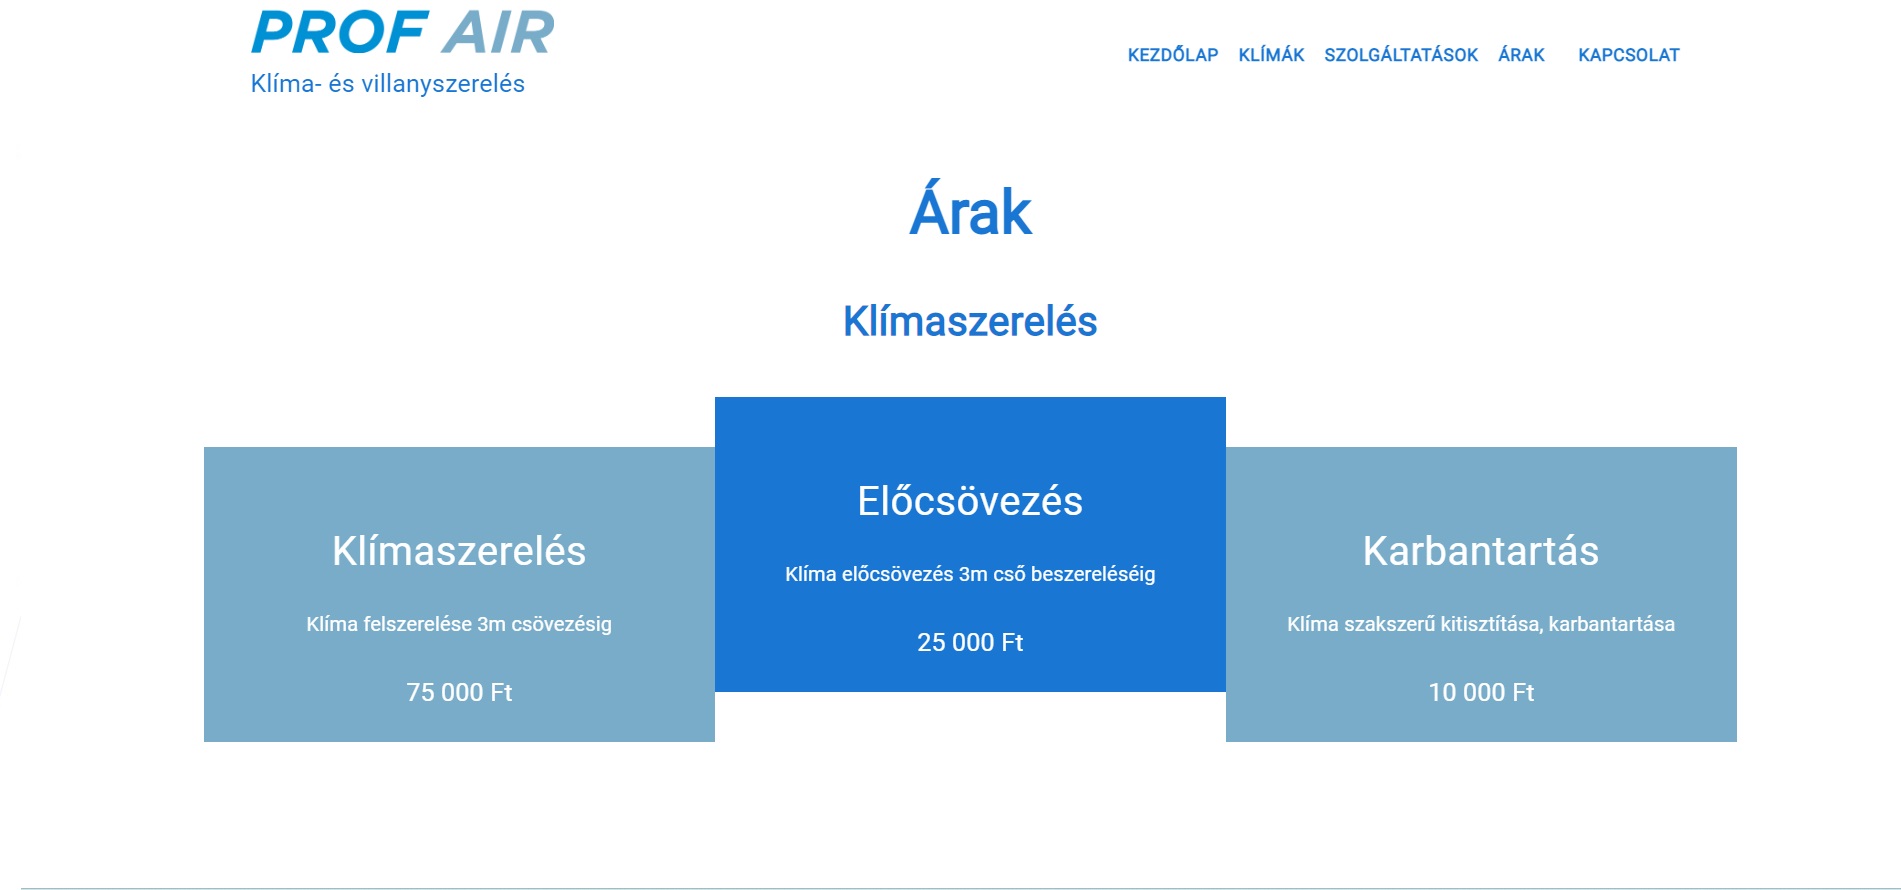 PROF AIR
Klíma- és villanyszerelés
KEZDŐLAP KLÍMÁK SZOLGÁLTATÁSOK ÁRAK KAPCSOLAT
Árak
Klímaszerelés
Klímaszerelés
Klíma felszerelése 3m csövezésig
75 000 Ft
Előcsövezés
Klíma előcsövezés 3m cső beszereléséig
25 000 Ft
Karbantartás
Klíma szakszerű kitisztítása, karbantartása
10 000 Ft